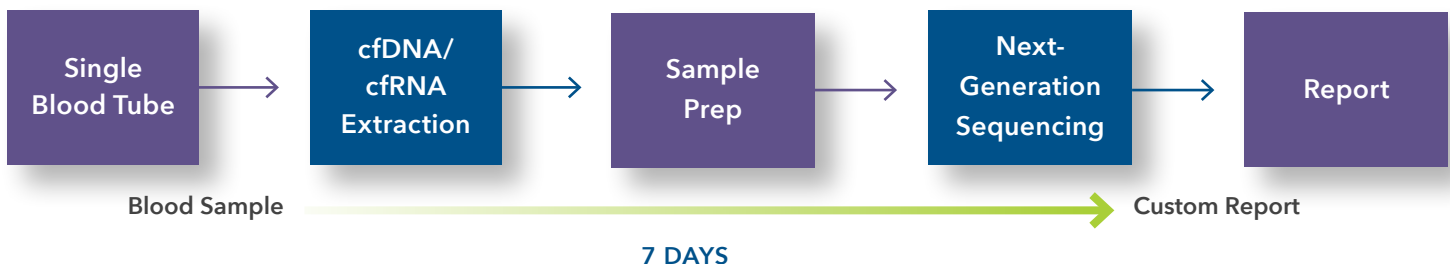 Single
Blood Tube
cfDNA/
cfRNA
Extraction
Sample
Prep
Next-
Generation
Sequencing
Report
Blood Sample
Custom Report
7 DAYS